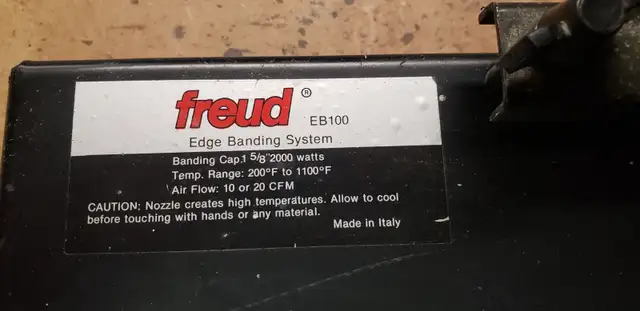 freud ® EB100
Edge Banding System
Banding Cap.1 5/8" 2000 watts
Temp. Range: 200°F to 1100°F
Air Flow: 10 or 20 CFM
CAUTION: Nozzle creates high temperatures. Allow to cool
before touching with hands or any material.
Made in Italy